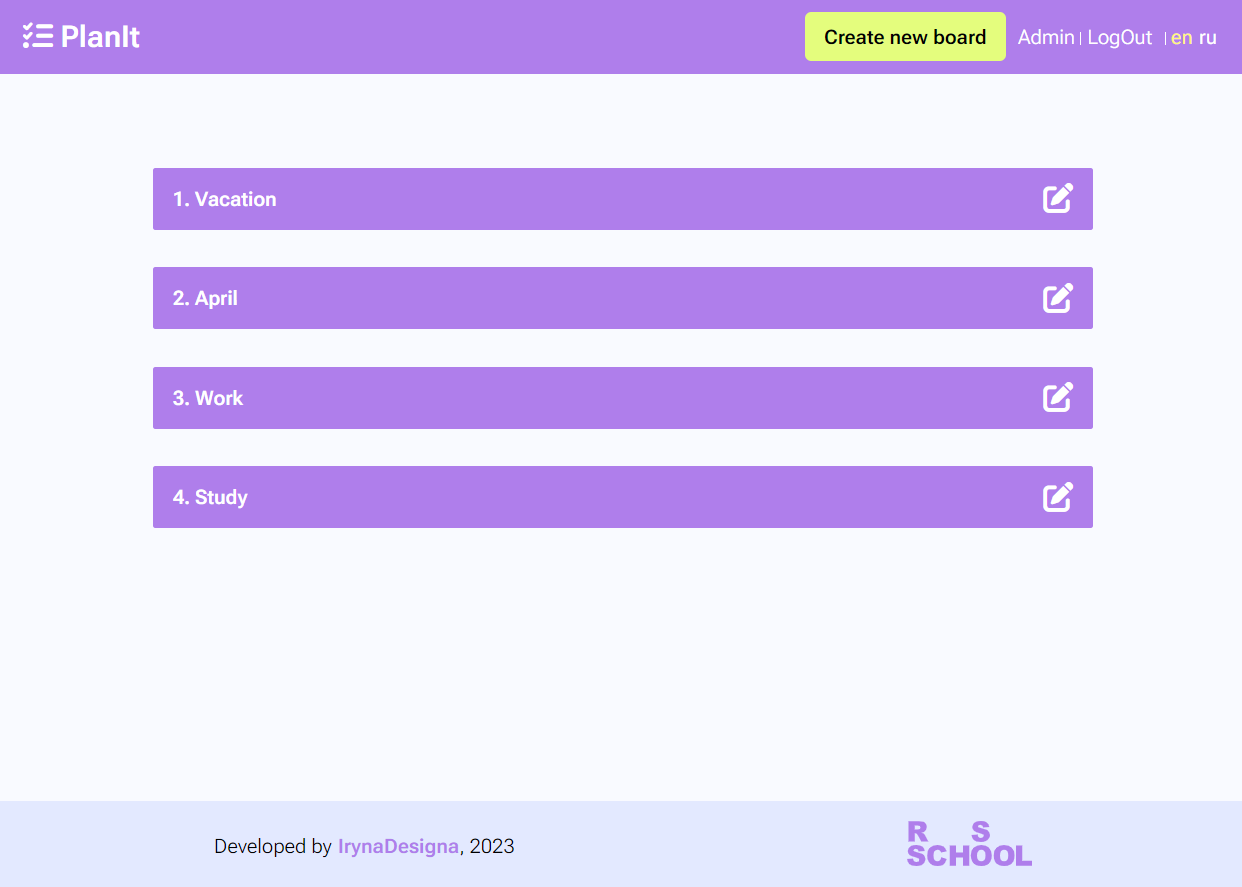 PlanIt
Create new board
Admin | LogOut | en ru
1. Vacation
2. April
3. Work
4. Study
Developed by IrynaDesigna, 2023
R S
SCHOOL